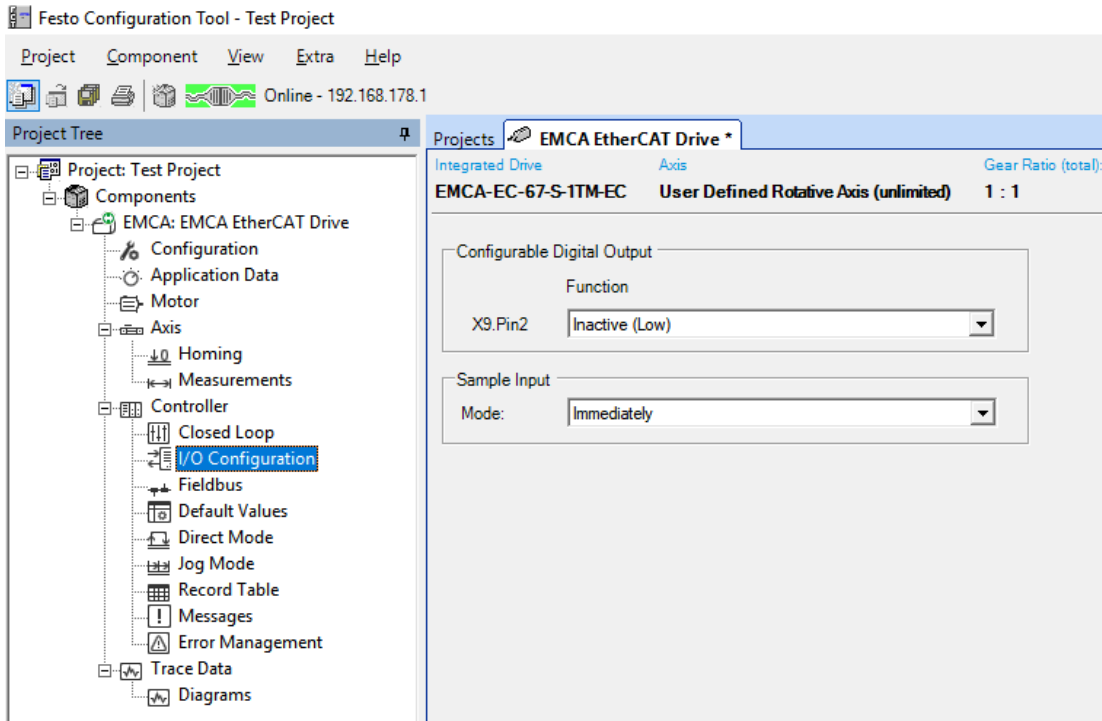 Festo Configuration Tool - Test Project
Project Component View Extra Help
Online - 192.168.178.1
Project Tree
Project: Test Project
Components
EMCA: EMCA EtherCAT Drive
Configuration
Application Data
Motor
Axis
Homing
Measurements
Controller
Closed Loop
I/O Configuration
Fieldbus
Default Values
Direct Mode
Jog Mode
Record Table
Messages
Error Management
Trace Data
Diagrams
Projects EMCA EtherCAT Drive *
Integrated Drive Axis Gear Ratio (total):
EMCA-EC-67-S-1TM-EC User Defined Rotative Axis (unlimited) 1 : 1
Configurable Digital Output
Function
X9.Pin2 Inactive (Low)
Sample Input
Mode: Immediately